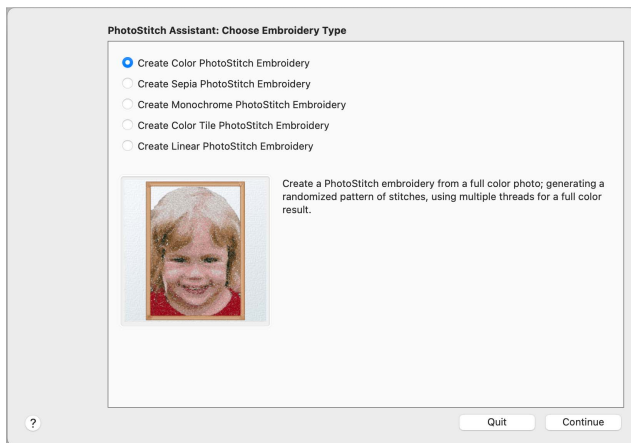 PhotoStitch Assistant: Choose Embroidery Type
Create Color PhotoStitch Embroidery
Create Sepia PhotoStitch Embroidery
Create Monochrome PhotoStitch Embroidery
Create Color Tile PhotoStitch Embroidery
Create Linear PhotoStitch Embroidery
Create a PhotoStitch embroidery from a full color photo; generating a
randomized pattern of stitches, using multiple threads for a full color
result.
?
Quit
Continue